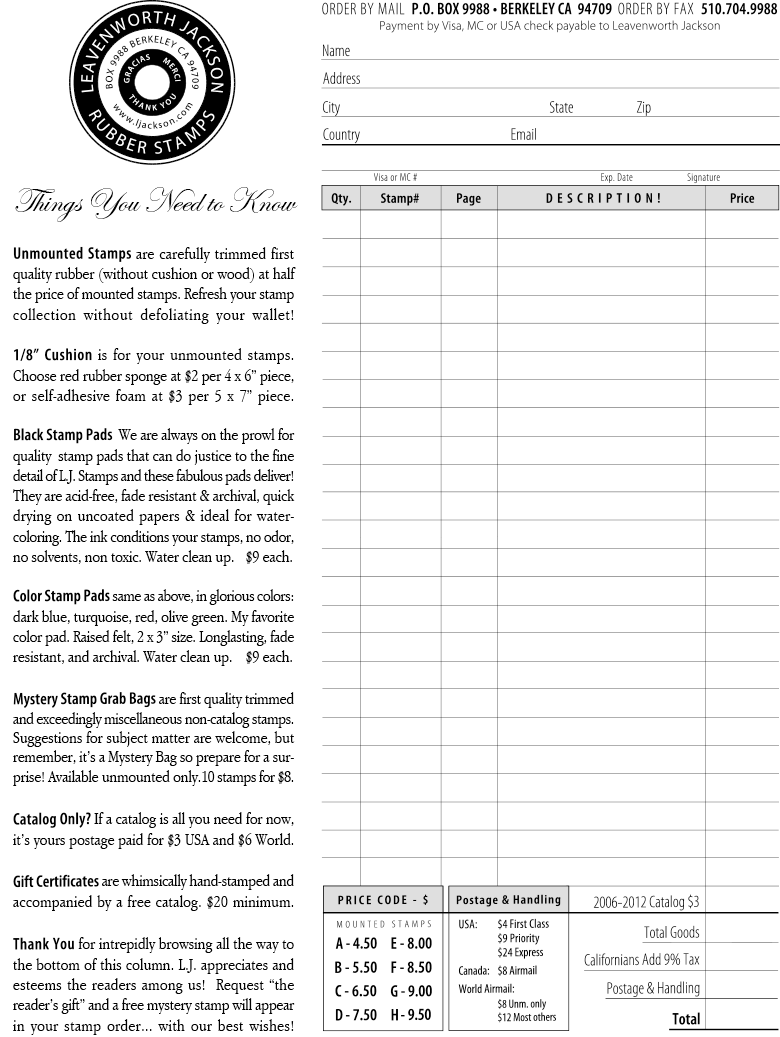 LEAVENWORTH JACKSON
RUBBER STAMPS
BOX 9988 BERKELEY CA 94709
www.ljackson.com
GRACIAS MERCI
THANK YOU
Things You Need to Know
Unmounted Stamps are carefully trimmed first
quality rubber (without cushion or wood) at half
the price of mounted stamps. Refresh your stamp
collection without defoliating your wallet!
1/8” Cushion is for your unmounted stamps.
Choose red rubber sponge at $2 per 4 x 6” piece,
or self-adhesive foam at $3 per 5 x 7” piece.
Black Stamp Pads We are always on the prowl for
quality stamp pads that can do justice to the fine
detail of L.J. Stamps and these fabulous pads deliver!
They are acid-free, fade resistant & archival, quick
drying on uncoated papers & ideal for water-
coloring. The ink conditions your stamps, no odor,
no solvents, non toxic. Water clean up. $9 each.
Color Stamp Pads same as above, in glorious colors:
dark blue, turquoise, red, olive green. My favorite
color pad. Raised felt, 2 x 3” size. Longlasting, fade
resistant, and archival. Water clean up. $9 each.
Mystery Stamp Grab Bags are first quality trimmed
and exceedingly miscellaneous non-catalog stamps.
Suggestions for subject matter are welcome, but
remember, it’s a Mystery Bag so prepare for a sur-
prise! Available unmounted only. 10 stamps for $8.
Catalog Only? If a catalog is all you need for now,
it’s yours postage paid for $3 USA and $6 World.
Gift Certificates are whimsically hand-stamped and
accompanied by a free catalog. $20 minimum.
Thank You for intrepidly browsing all the way to
the bottom of this column. L.J. appreciates and
esteems the readers among us! Request “the
reader’s gift” and a free mystery stamp will appear
in your stamp order... with our best wishes!
ORDER BY MAIL P.O. BOX 9988 • BERKELEY CA 94709 ORDER BY FAX 510.704.9988
Payment by Visa, MC or USA check payable to Leavenworth Jackson
Name
Address
City State Zip
Country Email
Visa or MC # Exp. Date Signature
Qty. Stamp# Page DESCRIPTION! Price
PRICE CODE - $
MOUNTED STAMPS
A - 4.50 E - 8.00
B - 5.50 F - 8.50
C - 6.50 G - 9.00
D - 7.50 H - 9.50
Postage & Handling
USA: $4 First Class
$9 Priority
$24 Express
Canada: $8 Airmail
World Airmail:
$8 Unm. only
$12 Most others
2006-2012 Catalog $3
Total Goods
Californians Add 9% Tax
Postage & Handling
Total